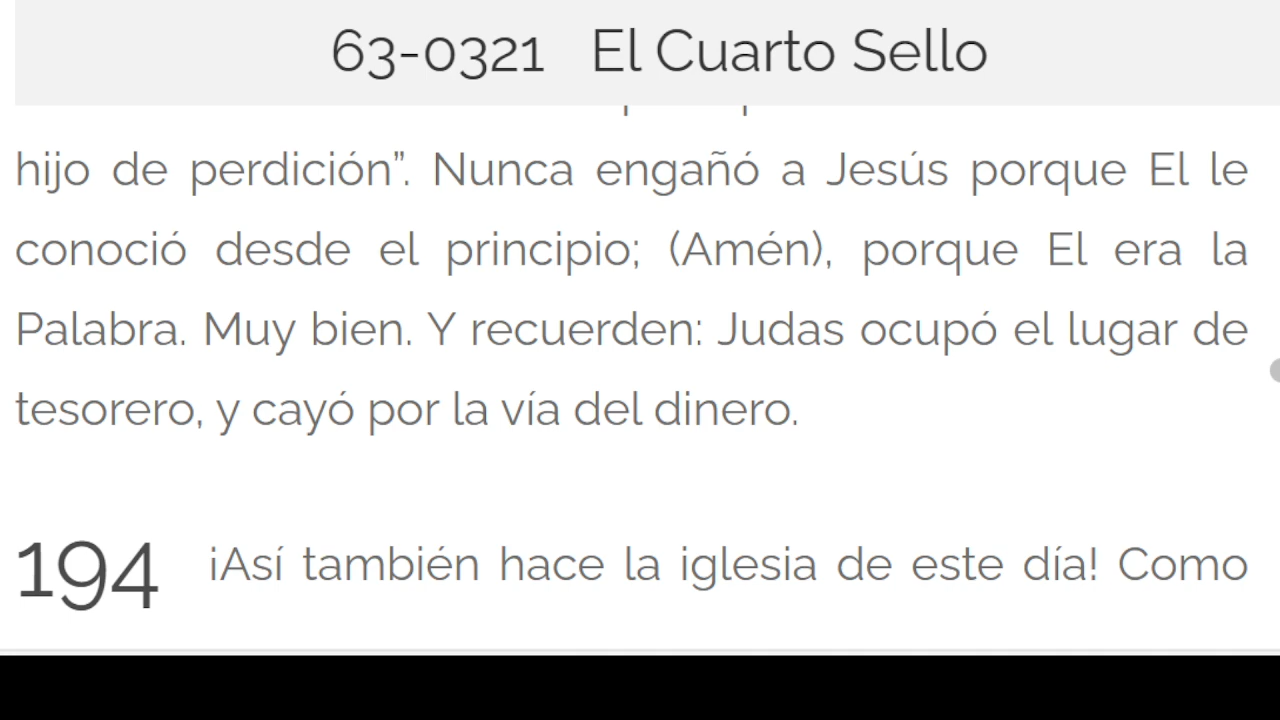 63-0321 El Cuarto Sello
hijo de perdición”. Nunca engañó a Jesús porque El le
conoció desde el principio; (Amén), porque El era la
Palabra. Muy bien. Y recuerden: Judas ocupó el lugar de
tesorero, y cayó por la vía del dinero.
194 ¡Así también hace la iglesia de este día! Como